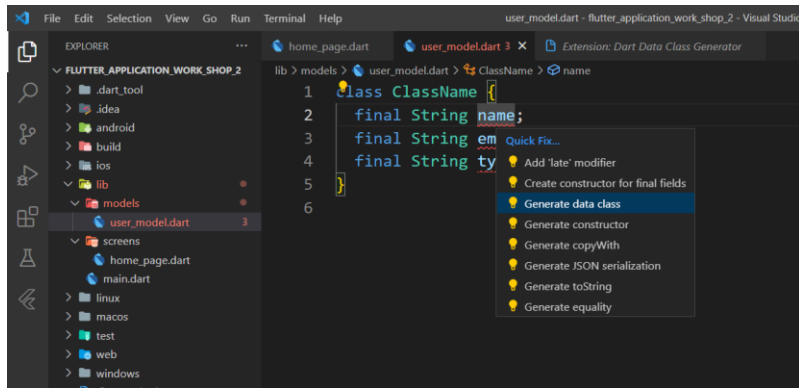 File Edit Selection View Go Run Terminal Help user_model.dart - flutter_application_work_shop_2 - Visual Studio
EXPLORER ...
home_page.dart user_model.dart 3 Extension: Dart Data Class Generator
FLUTTER_APPLICATION_WORK_SHOP_2
lib > models > user_model.dart > ClassName > name
.dart_tool
.idea
android
build
ios
lib
models
user_model.dart 3
screens
home_page.dart
main.dart
linux
macos
test
web
windows
1 class ClassName {
2 final String name;
3 final String em
4 final String ty
5 }
6
Quick Fix...
Add 'late' modifier
Create constructor for final fields
Generate data class
Generate constructor
Generate copyWith
Generate JSON serialization
Generate toString
Generate equality